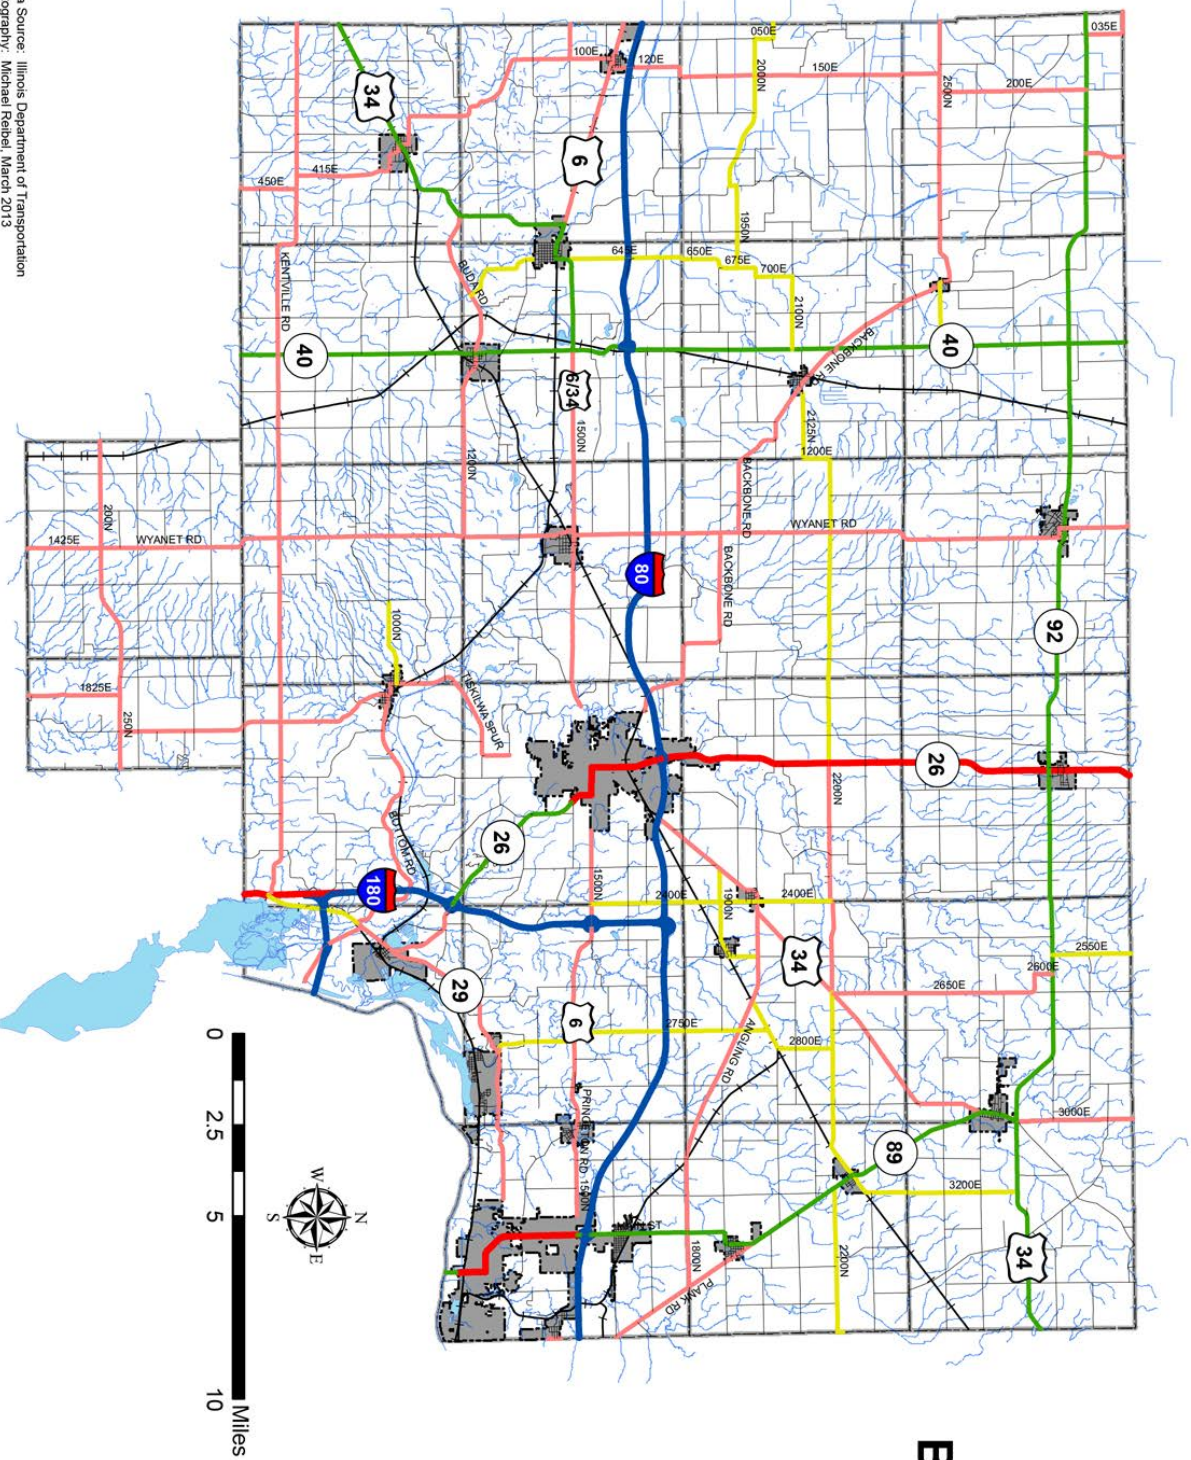 035E
2550E
3000E
92
2600E
34
200E
3200E
40
2650E
2500N
26
E
89
BACKBONE RD
2200N
2200N
150E
WYANET RD
1200E
2125N
2800E
34
2100N
2400E
700E
050E
2000N
ANGLING RD
BACKBONE RD
1950N
675E
1900N
BACKBONE RD
650E
1800N
PLANK RD
2750E
2400E
120E
80
MAIN ST
645E
1500N
100E
PRINCETON RD, 1500N
1500N
6
6
6/34
26
TISKILWA SPUR
BUDA RD
1200N
29
BOTTOM RD
1000N
34
180
N
W E
S
415E
40
KENTVILLE RD
450E
Miles
0 2.5 5 10
WYANET RD
250N
200N
1825E
1425E
a Source: Illinois Department of Transportation
ography: Michael Reibel, March 2013